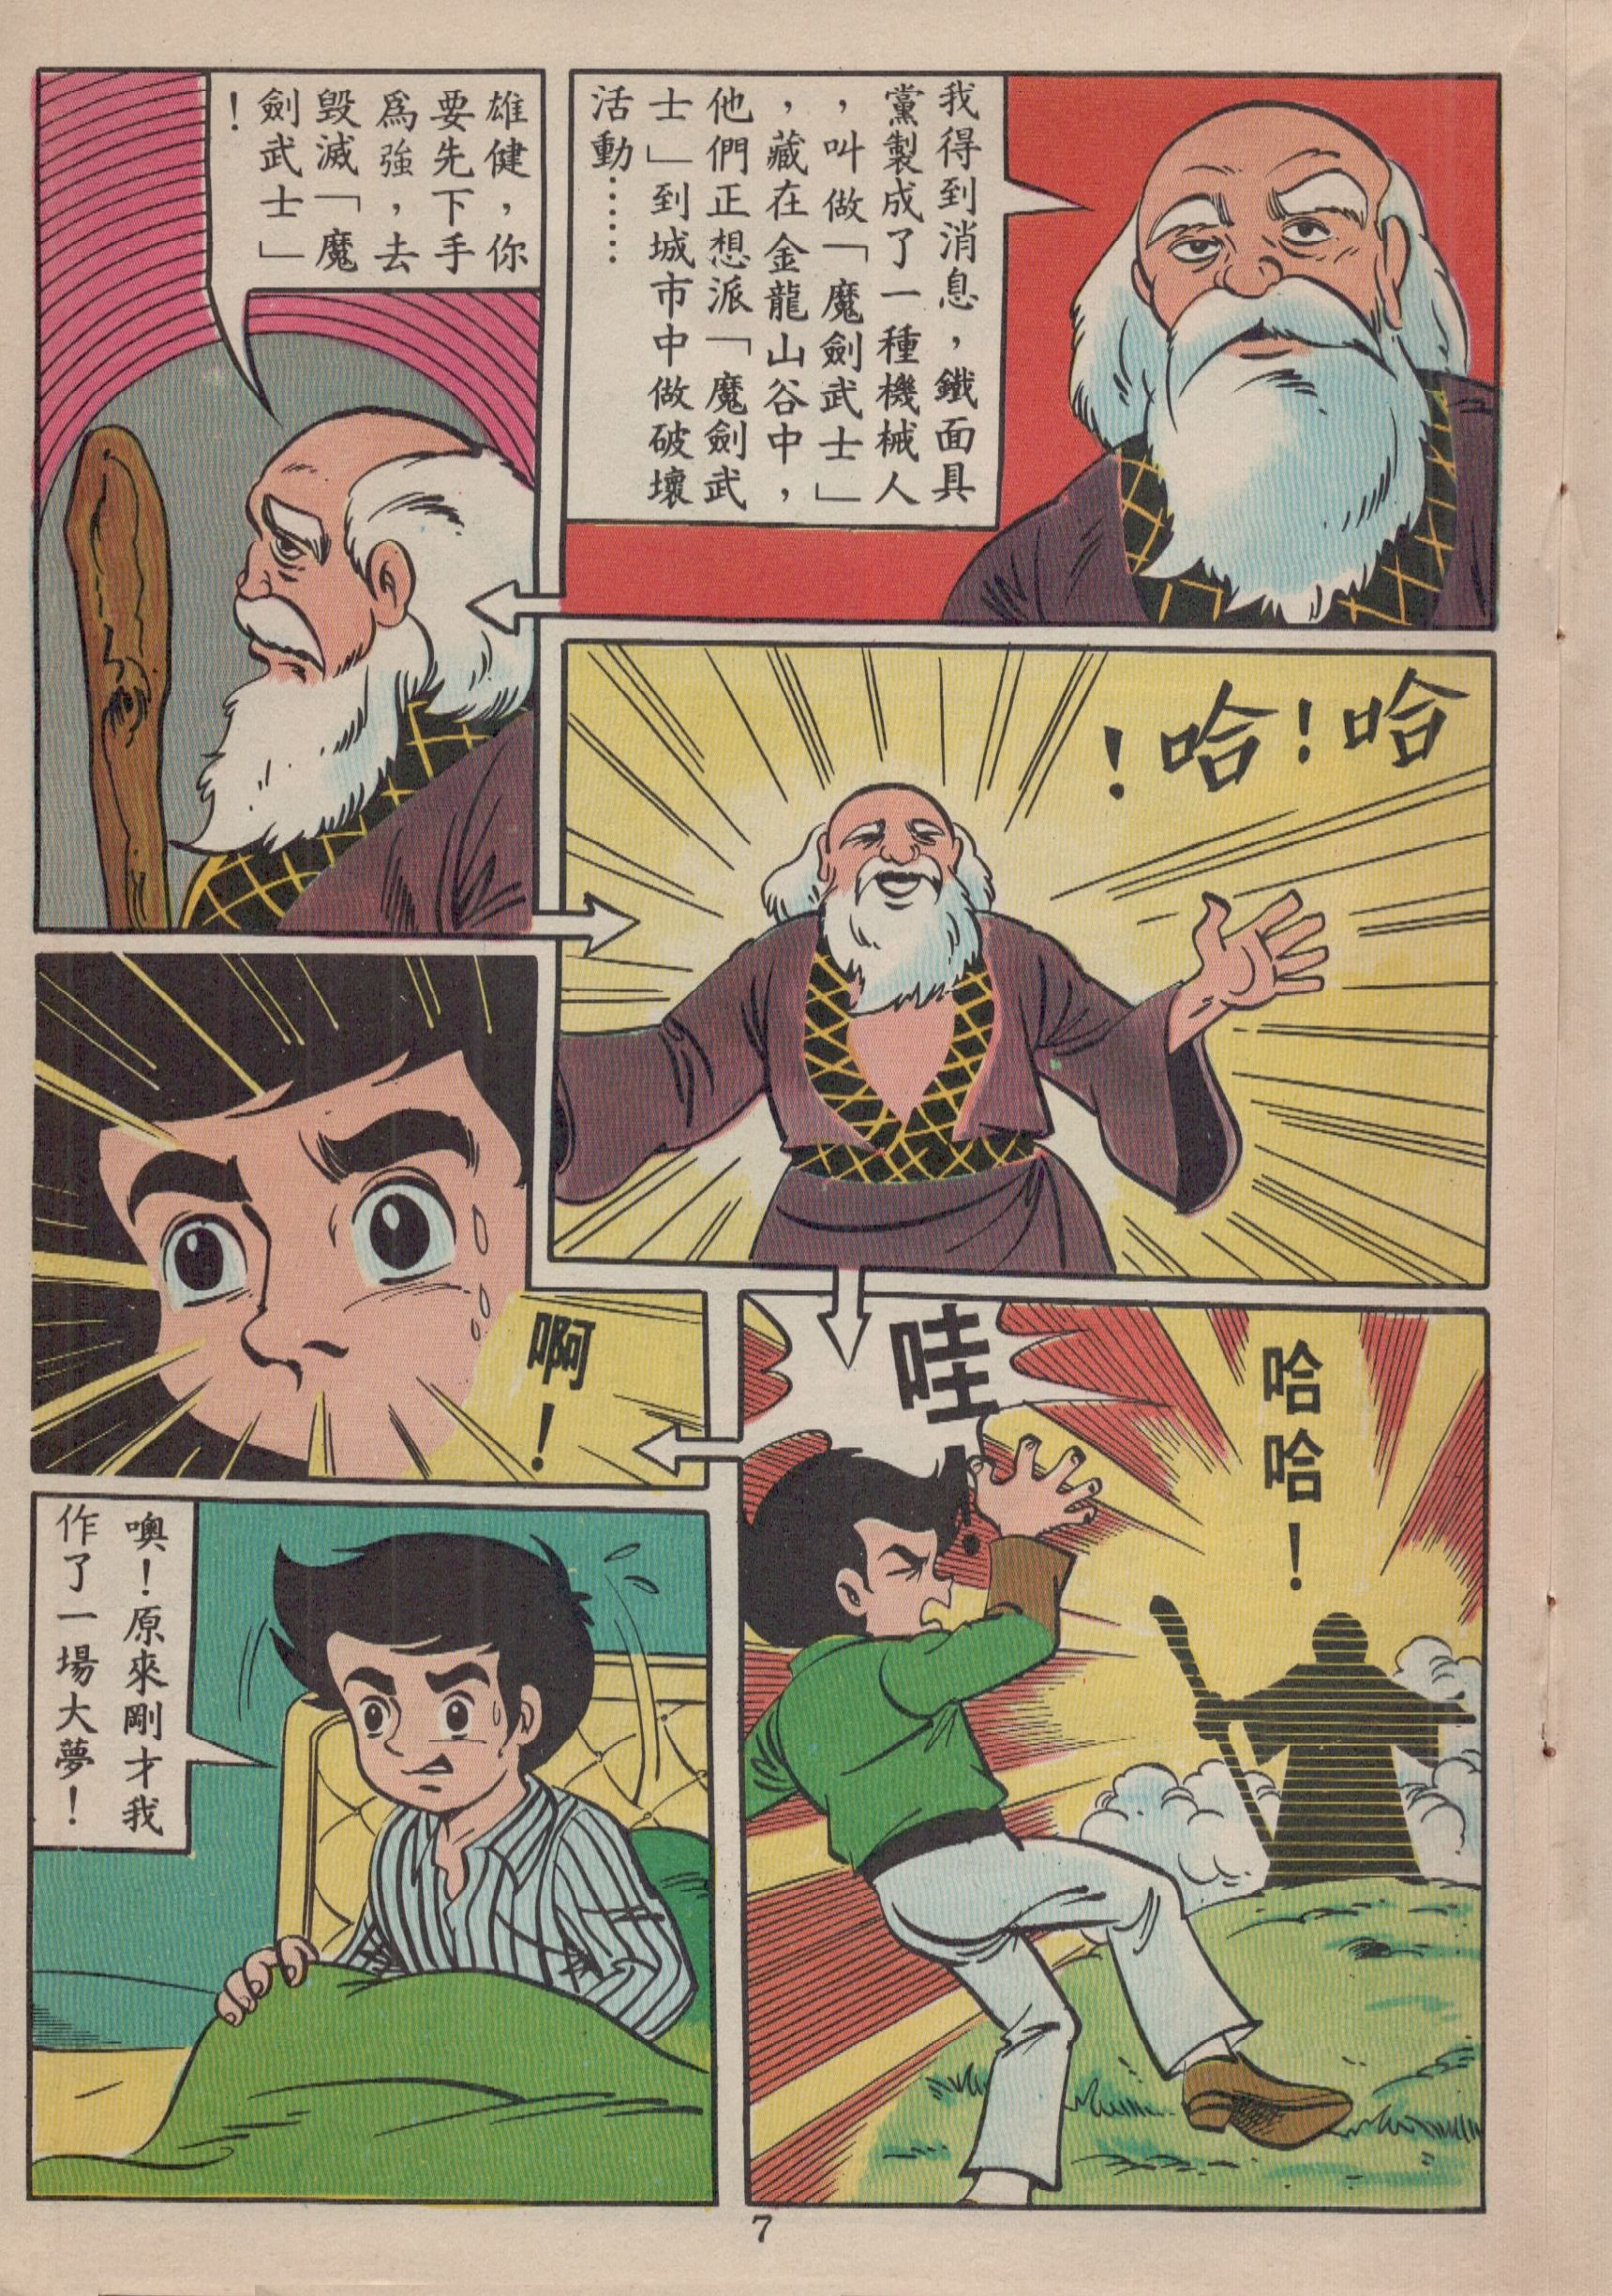 我得到消息，鐵面具
黨製成了一種機械人
，叫做「魔劍武士」
，藏在金龍山谷中，
他們正想派「魔劍武
士」到城市中做破壞
活動……
雄健，你
要先下手
爲強，去
毀滅「魔
劍武士」
！
哈！哈！
哇！
哈哈！
啊！
噢！原來剛才我
作了一場大夢！
7